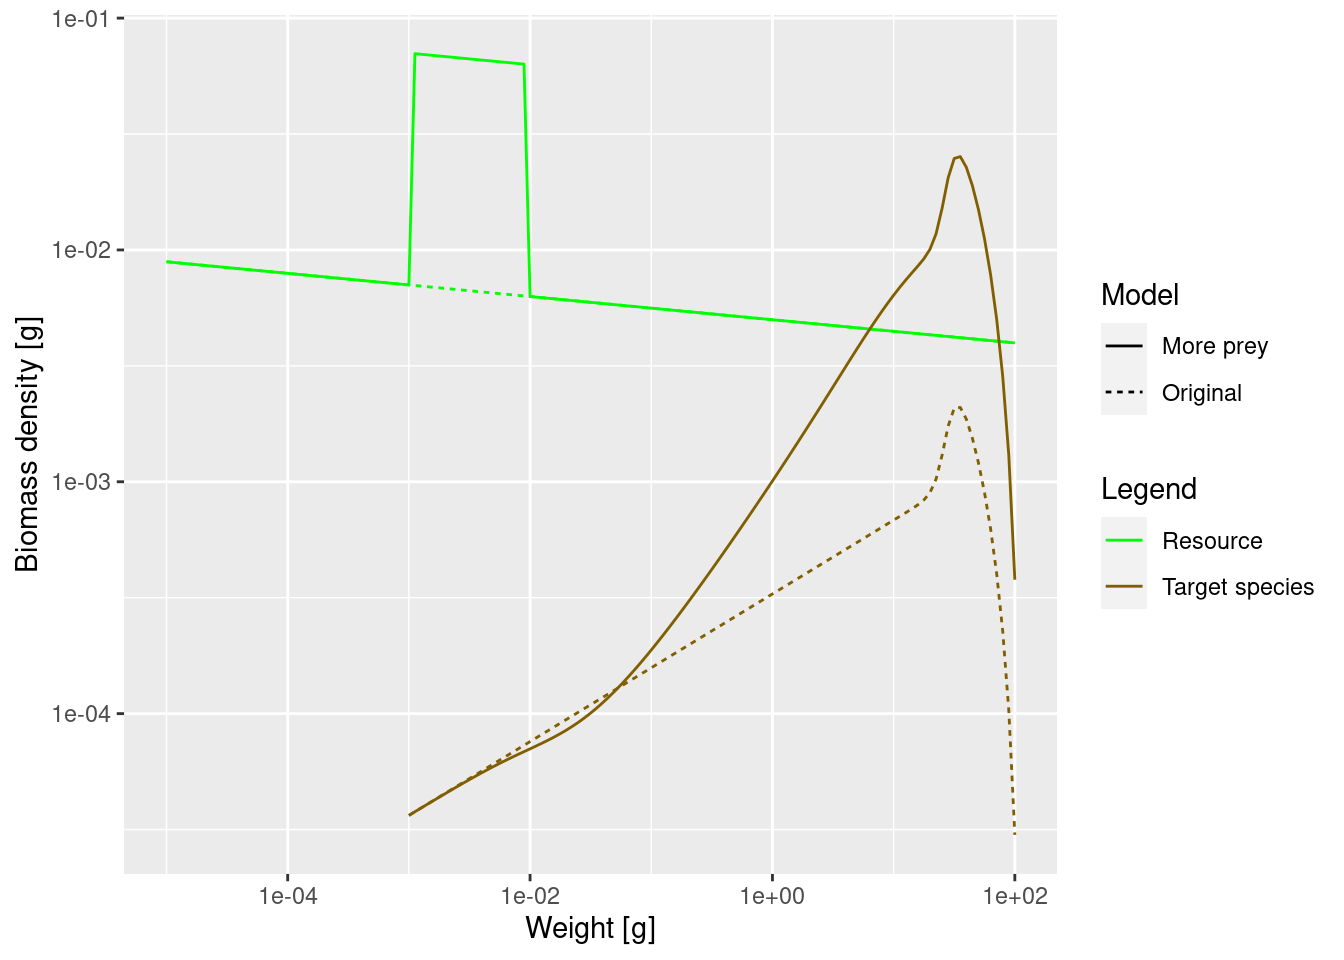 1e-01
1e-02
1e-03
1e-04
Biomass density [g]
1e-04
1e-02
1e+00
1e+02
Weight [g]
Model
More prey
Original
Legend
Resource
Target species